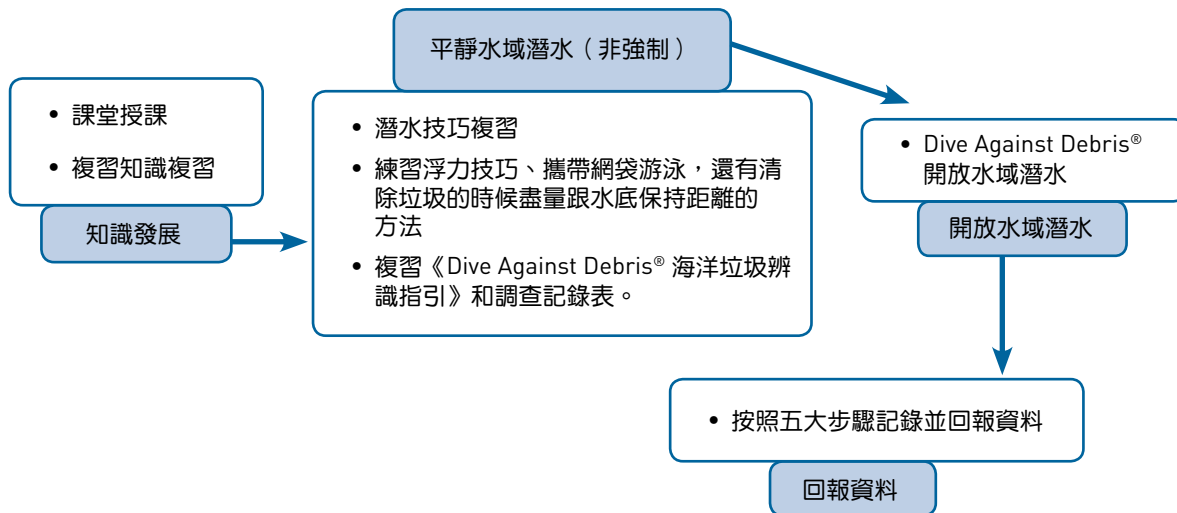 平靜水域潛水（非強制）
• 課堂授課
• 複習知識複習
知識發展
• 潛水技巧複習
• 練習浮力技巧、攜帶網袋游泳，還有清
除垃圾的時候盡量跟水底保持距離的
方法
• 複習《Dive Against Debris® 海洋垃圾辨
識指引》和調查記錄表。
• Dive Against Debris®
開放水域潛水
開放水域潛水
• 按照五大步驟記錄並回報資料
回報資料